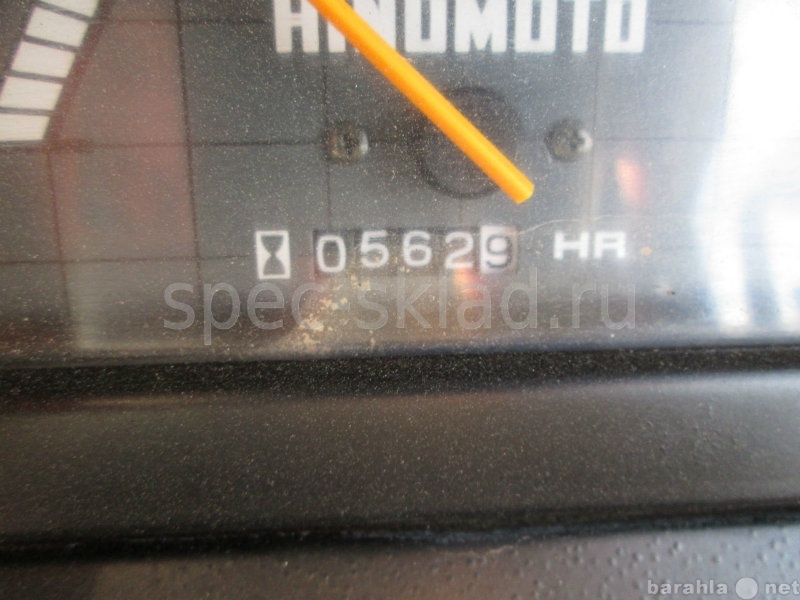 HINOMOTO
05629 HR
spec-sklad.ru
barahla.net